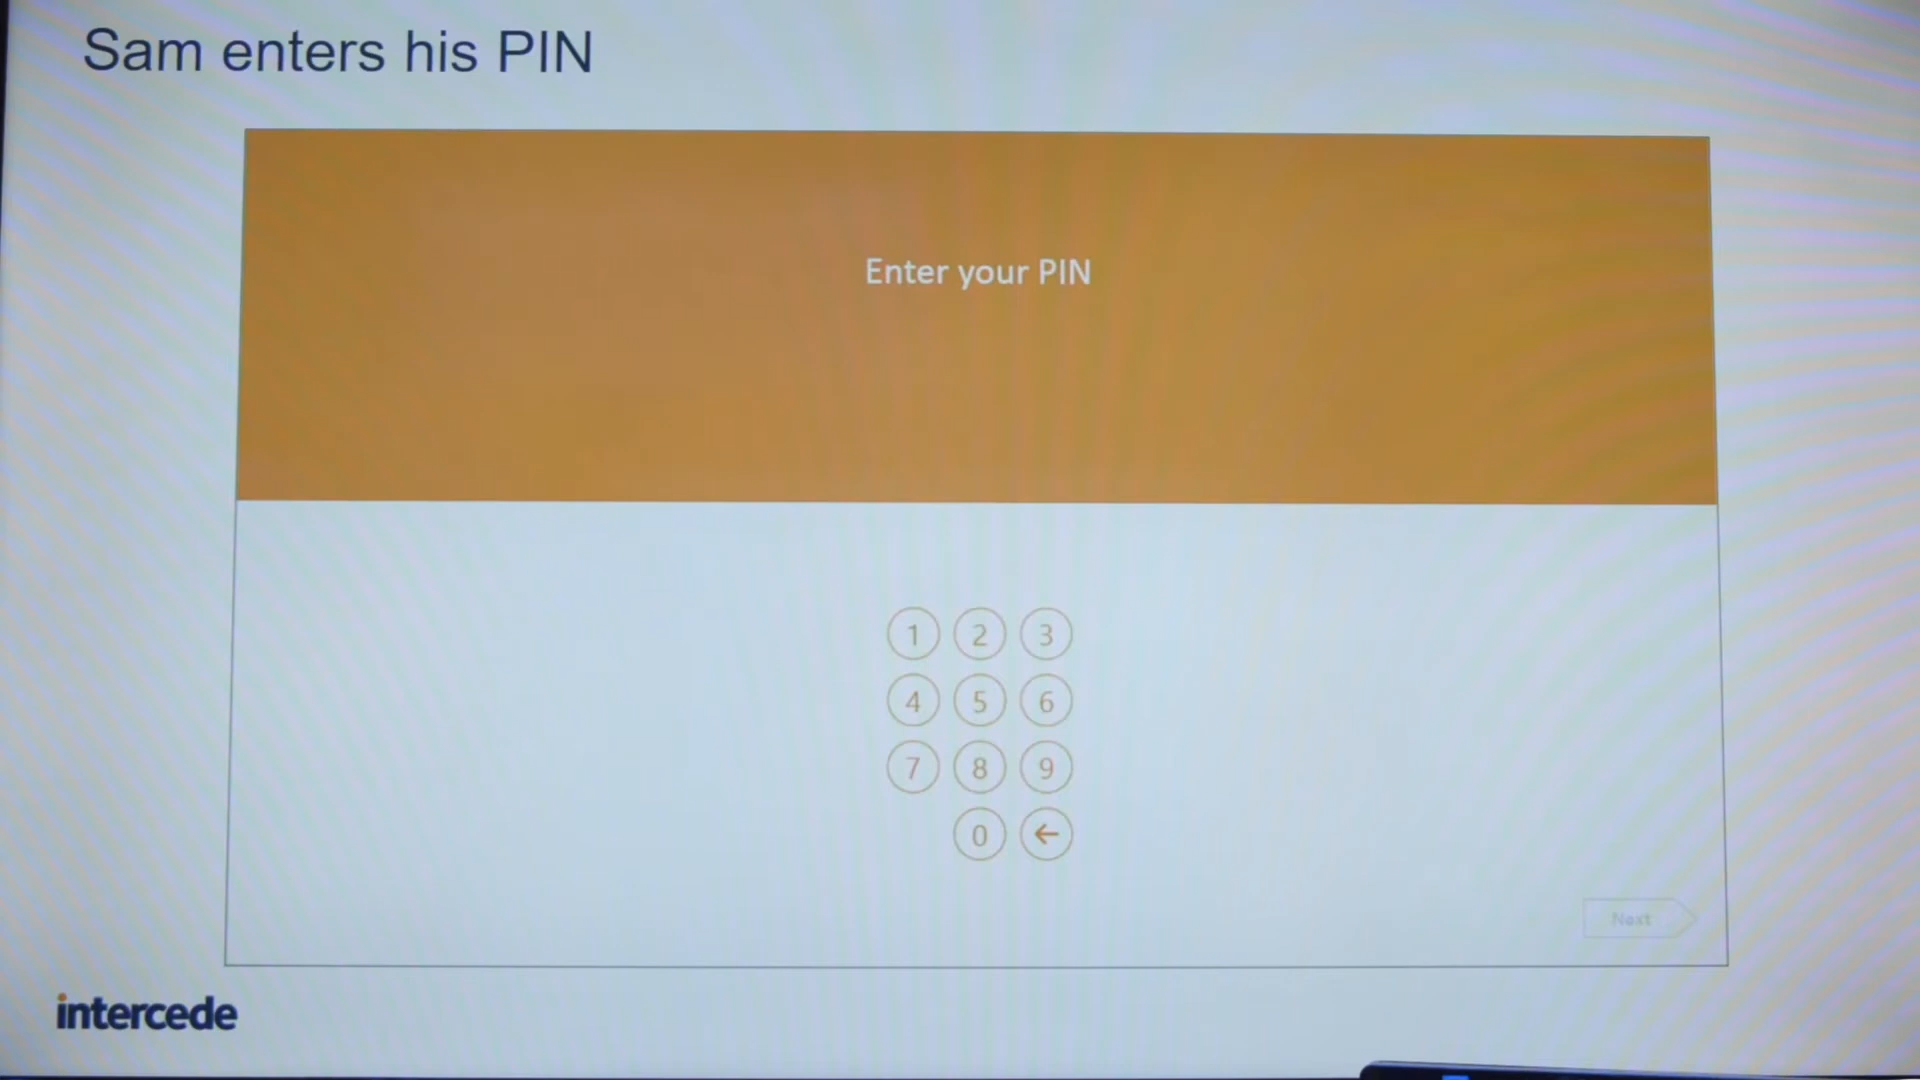 Sam enters his PIN
Enter your PIN
1 2 3
4 5 6
7 8 9
0 ←
Next
intercede